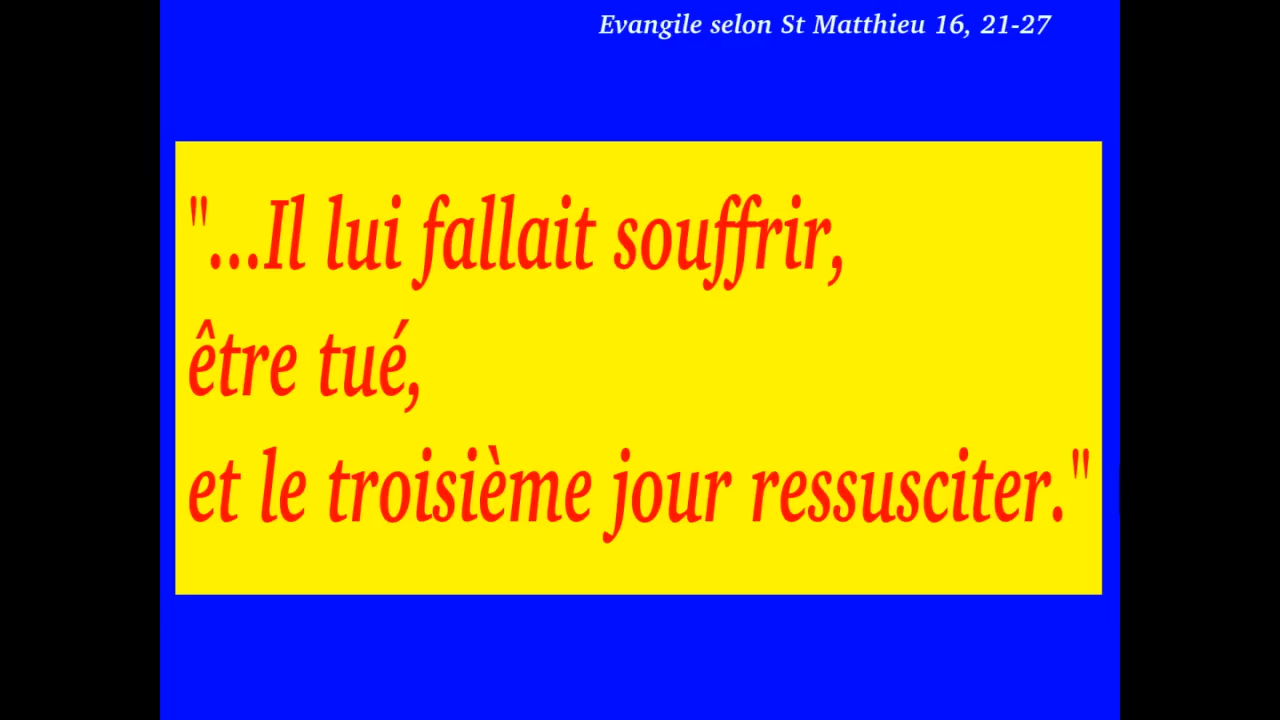 Evangile selon St Matthieu 16, 21-27
"...Il lui fallait souffrir,
être tué,
et le troisième jour ressusciter."